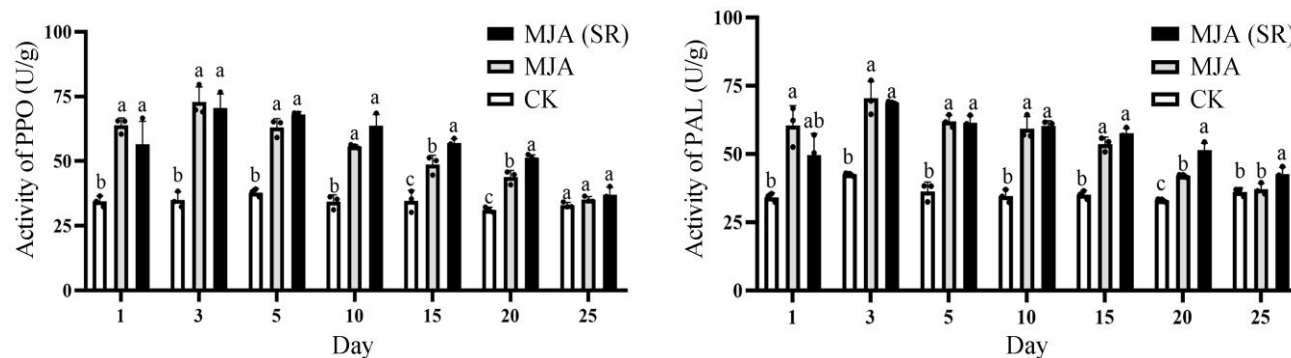 Activity of PPO (U/g)
100
75
50
25
0
MJA (SR)
MJA
CK
b a a
b a a
b a a
b a a
c b a
c b a
a a a
1 3 5 10 15 20 25
Day
Activity of PAL (U/g)
100
75
50
25
0
MJA (SR)
MJA
CK
b a ab
b a a
b a a
b a a
b a a
c b a
b b a
1 3 5 10 15 20 25
Day